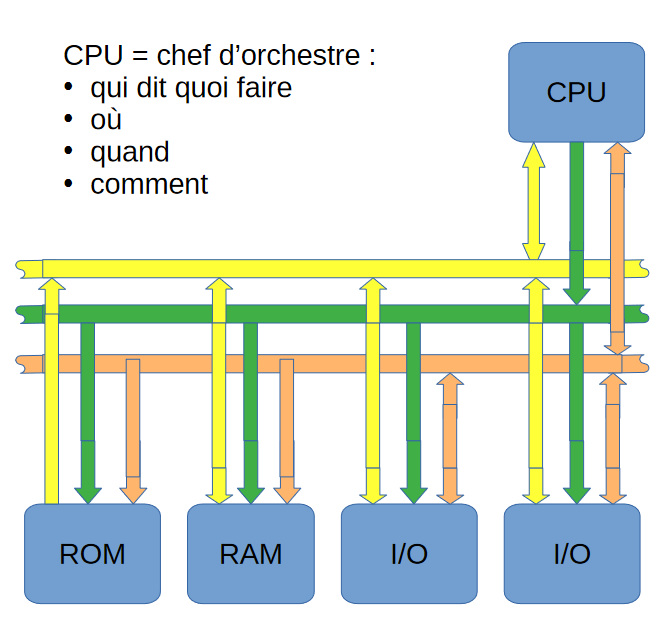 CPU = chef d’orchestre :
• qui dit quoi faire
• où
• quand
• comment
CPU
ROM
RAM
I/O
I/O